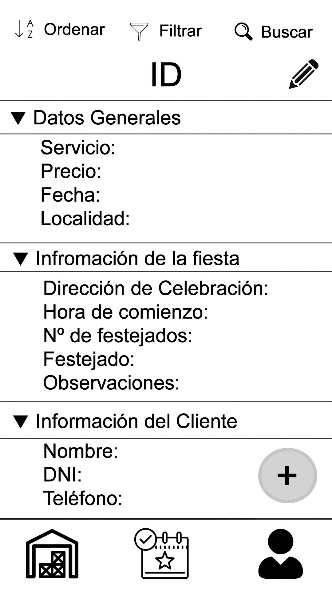 Ordenar Filtrar Buscar
ID
▼ Datos Generales
Servicio:
Precio:
Fecha:
Localidad:
▼ Infromación de la fiesta
Dirección de Celebración:
Hora de comienzo:
Nº de festejados:
Festejado:
Observaciones:
▼ Información del Cliente
Nombre:
DNI:
Teléfono:
+